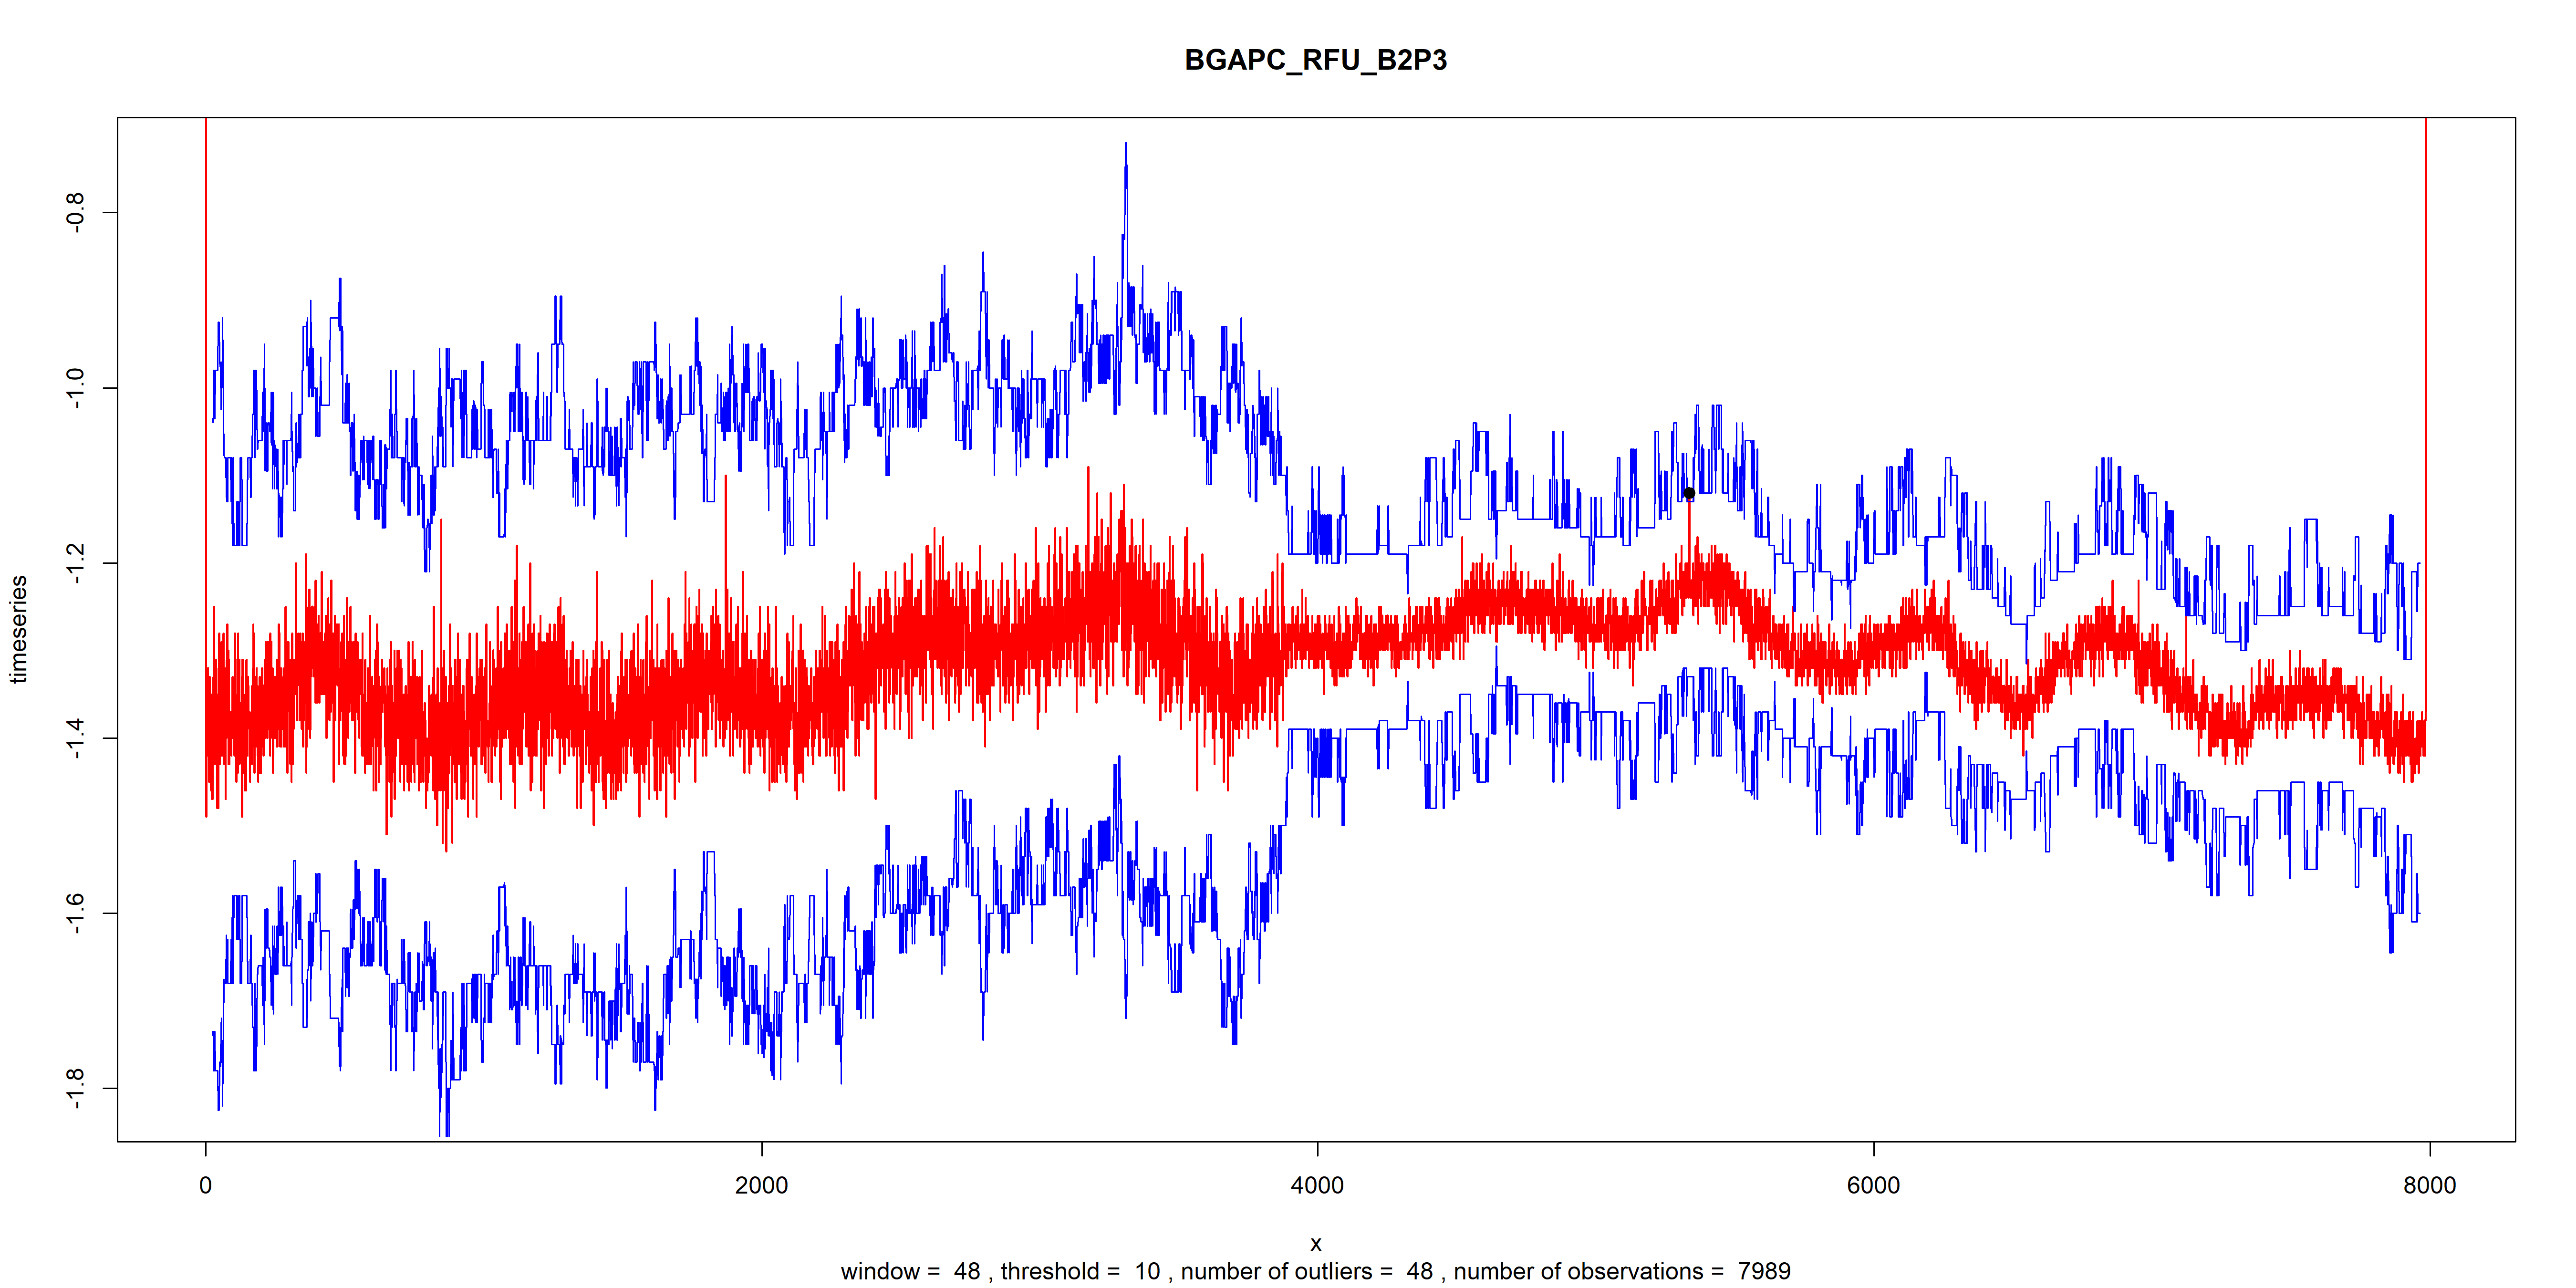 BGAPC_RFU_B2P3
timeseries
-0.8
-1.0
-1.2
-1.4
-1.6
-1.8
0 2000 4000 6000 8000
x
window = 48 , threshold = 10 , number of outliers = 48 , number of observations = 7989